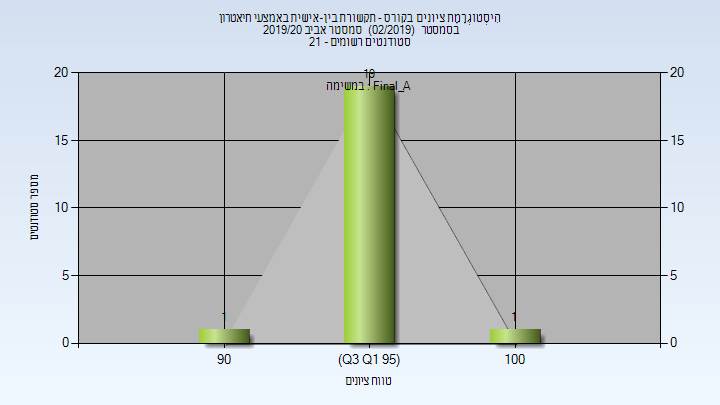 היסטוגרמת ציונים בקורס - תקשורת בין-אישית באמצעי תיאטרון
בסמסטר (02/2019) סמסטר אביב 2019/20
סטודנטים רשומים - 21
19
במשימה : Final_A
20
20
15
15
10
10
5
5
0
0
1
1
מספר סטודנטים
90
(Q3 Q1 95)
100
טווח ציונים